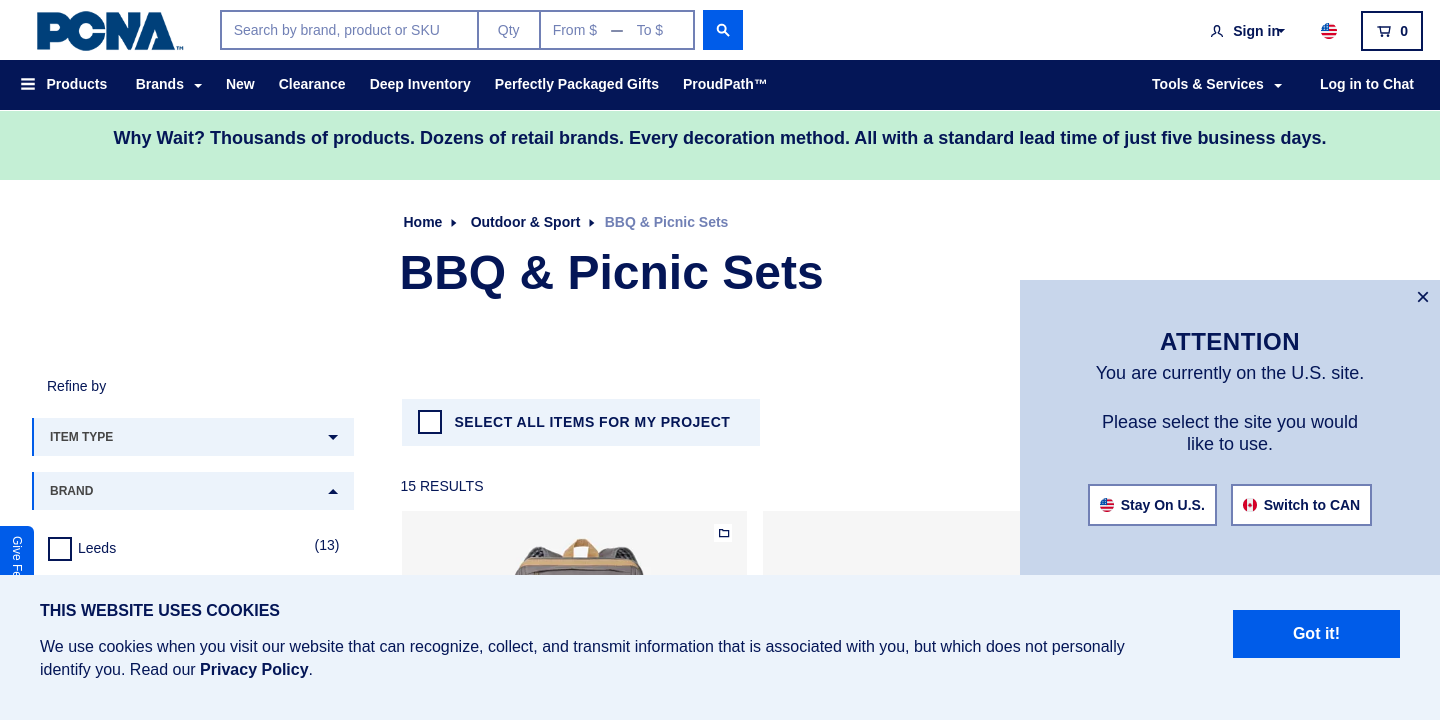 PCNA™
Search by brand, product or SKU
Qty
From $ — To $
Sign in
0
Products
Brands
New
Clearance
Deep Inventory
Perfectly Packaged Gifts
ProudPath™
Tools & Services
Log in to Chat
Why Wait? Thousands of products. Dozens of retail brands. Every decoration method. All with a standard lead time of just five business days.
Home
Outdoor & Sport
BBQ & Picnic Sets
BBQ & Picnic Sets
ATTENTION
You are currently on the U.S. site.
Please select the site you would
like to use.
Stay On U.S.
Switch to CAN
Refine by
ITEM TYPE
BRAND
Leeds
(13)
SELECT ALL ITEMS FOR MY PROJECT
15 RESULTS
Give
THIS WEBSITE USES COOKIES
We use cookies when you visit our website that can recognize, collect, and transmit information that is associated with you, but which does not personally
identify you. Read our Privacy Policy.
Got it!